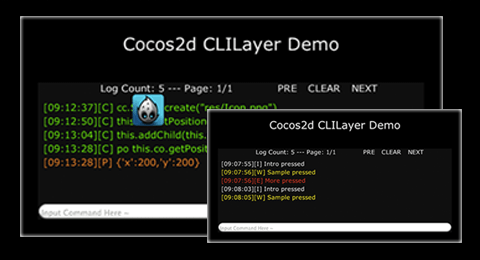 Cocos2d CLILayer Demo
Log Count: 5 --- Page: 1/1 PRE CLEAR NEXT
[09:12:37][C] cc. create("res/Icon.png")
[09:12:50][C] this. tPosition
[09:13:04][C] this.addChild(this.
[09:13:28][C] po this.co.getPositio
[09:13:28][P] {'x':200,'y':200}
Input Command Here ~
Cocos2d CLILayer Demo
Log Count: 5 --- Page: 1/1 PRE CLEAR NEXT
[09:07:55][I] Intro pressed
[09:07:56][W] Sample pressed
[09:07:56][E] More pressed
[09:08:03][I] Intro pressed
[09:08:05][W] Sample pressed
Input Command Here ~